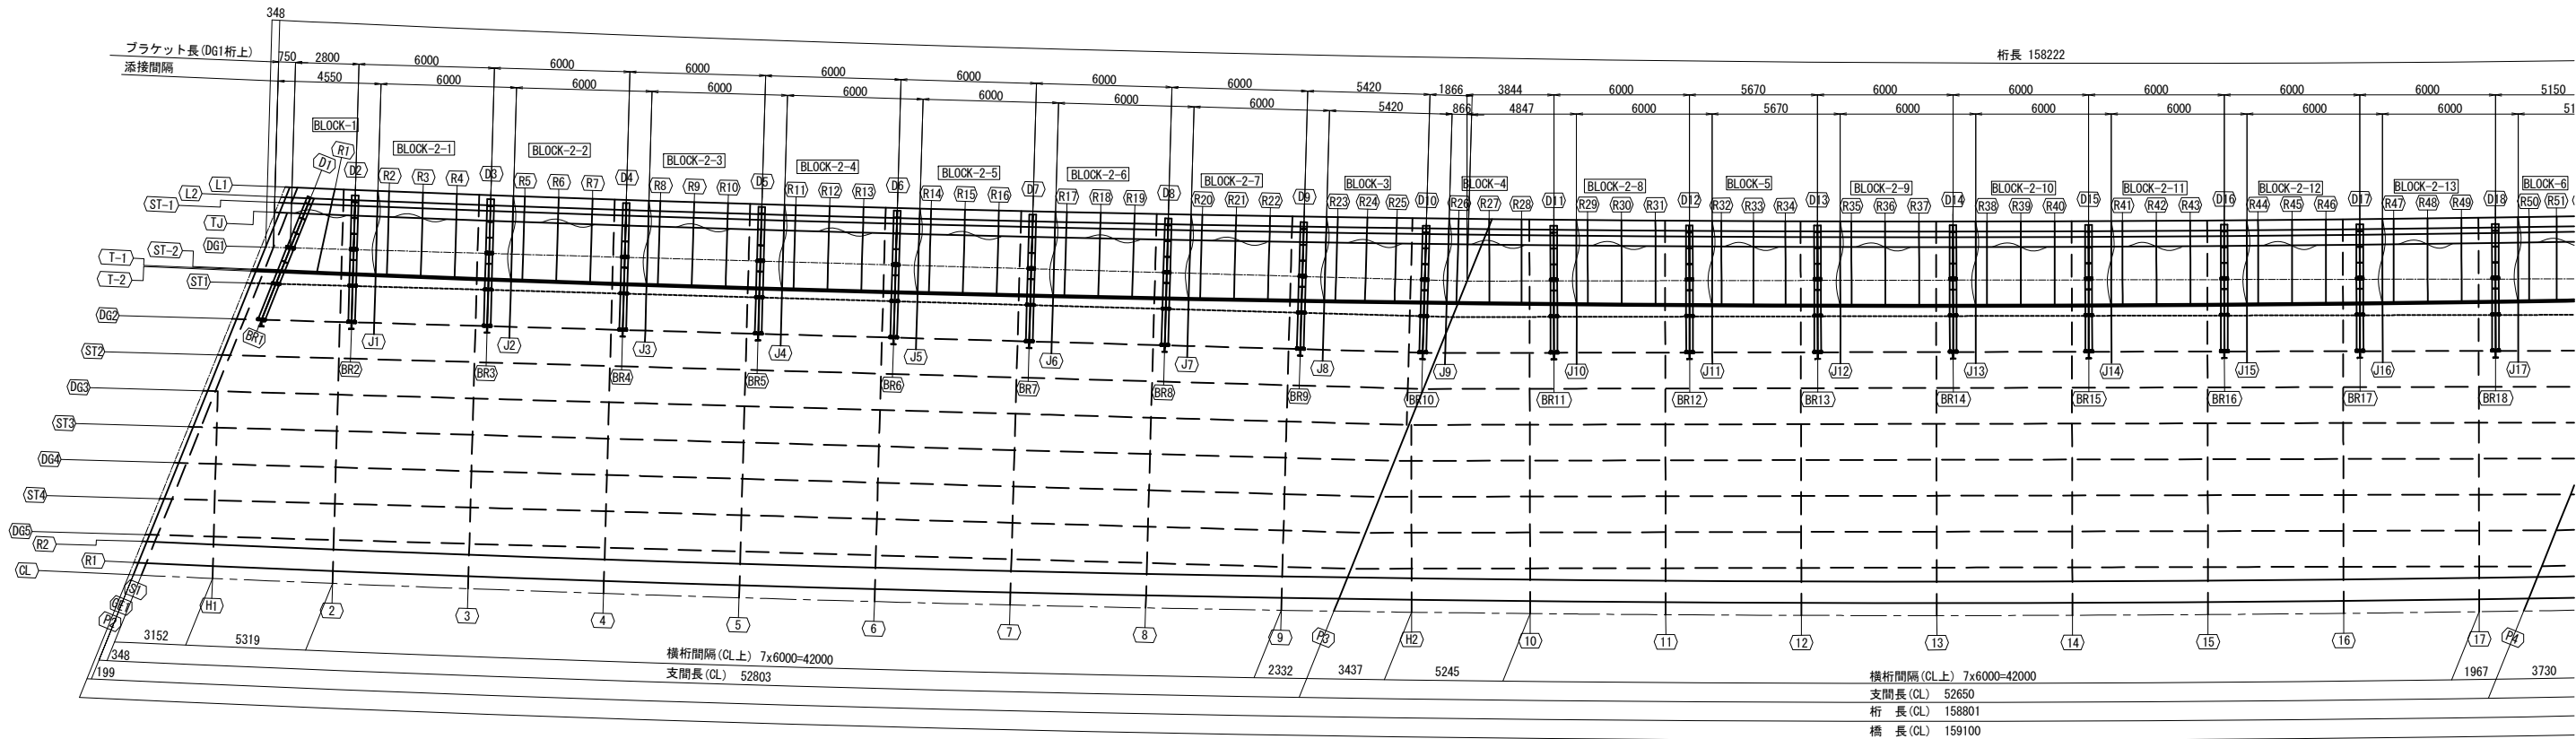 348
桁長 158222
ブラケット長(DG1桁上) 750 2800 6000 6000 6000 6000 6000 6000 6000 5420 1866 3844 6000 5670 6000 6000 6000 6000 6000 5150
添接間隔 4550 6000 6000 6000 6000 6000 6000 6000 5420 866 4847 6000 5670 6000 6000 6000 6000 6000 51
BLOCK-1 BLOCK-2-1 BLOCK-2-2 BLOCK-2-3 BLOCK-2-4 BLOCK-2-5 BLOCK-2-6 BLOCK-2-7 BLOCK-3 BLOCK-4 BLOCK-2-8 BLOCK-5 BLOCK-2-9 BLOCK-2-10 BLOCK-2-11 BLOCK-2-12 BLOCK-2-13 BLOCK-6
D1 R1 D2 R2 R3 R4 D3 R5 R6 R7 D4 R8 R9 R10 D5 R11 R12 R13 D6 R14 R15 R16 D7 R17 R18 R19 D8 R20 R21 R22 D9 R23 R24 R25 D10 R26 R27 R28 D11 R29 R30 R31 D12 R32 R33 R34 D13 R35 R36 R37 D14 R38 R39 R40 D15 R41 R42 R43 D16 R44 R45 R46 D17 R47 R48 R49 D18 R50 R51
L1
L2
ST-1
TJ
DG1
ST-2
T-1
T-2
ST1
DG2
BR1 J1 J2 J3 J4 J5 J6 J7 J8 J9 J10 J11 J12 J13 J14 J15 J16 J17
BR2 BR3 BR4 BR5 BR6 BR7 BR8 BR9 BR10 BR11 BR12 BR13 BR14 BR15 BR16 BR17 BR18
ST2
DG3
ST3
DG4
ST4
DG5
R2
R1
CL
S1
GE1
P2
H1 2 3 4 5 6 7 8 9 P3 H2 10 11 12 13 14 15 16 17 P4
3152 5319 横桁間隔(CL上) 7x6000=42000 2332 3437 5245 横桁間隔(CL上) 7x6000=42000 1967 3730
348 支間長(CL) 52803 支間長(CL) 52650
199 桁　長(CL) 158801
橋　長(CL) 159100